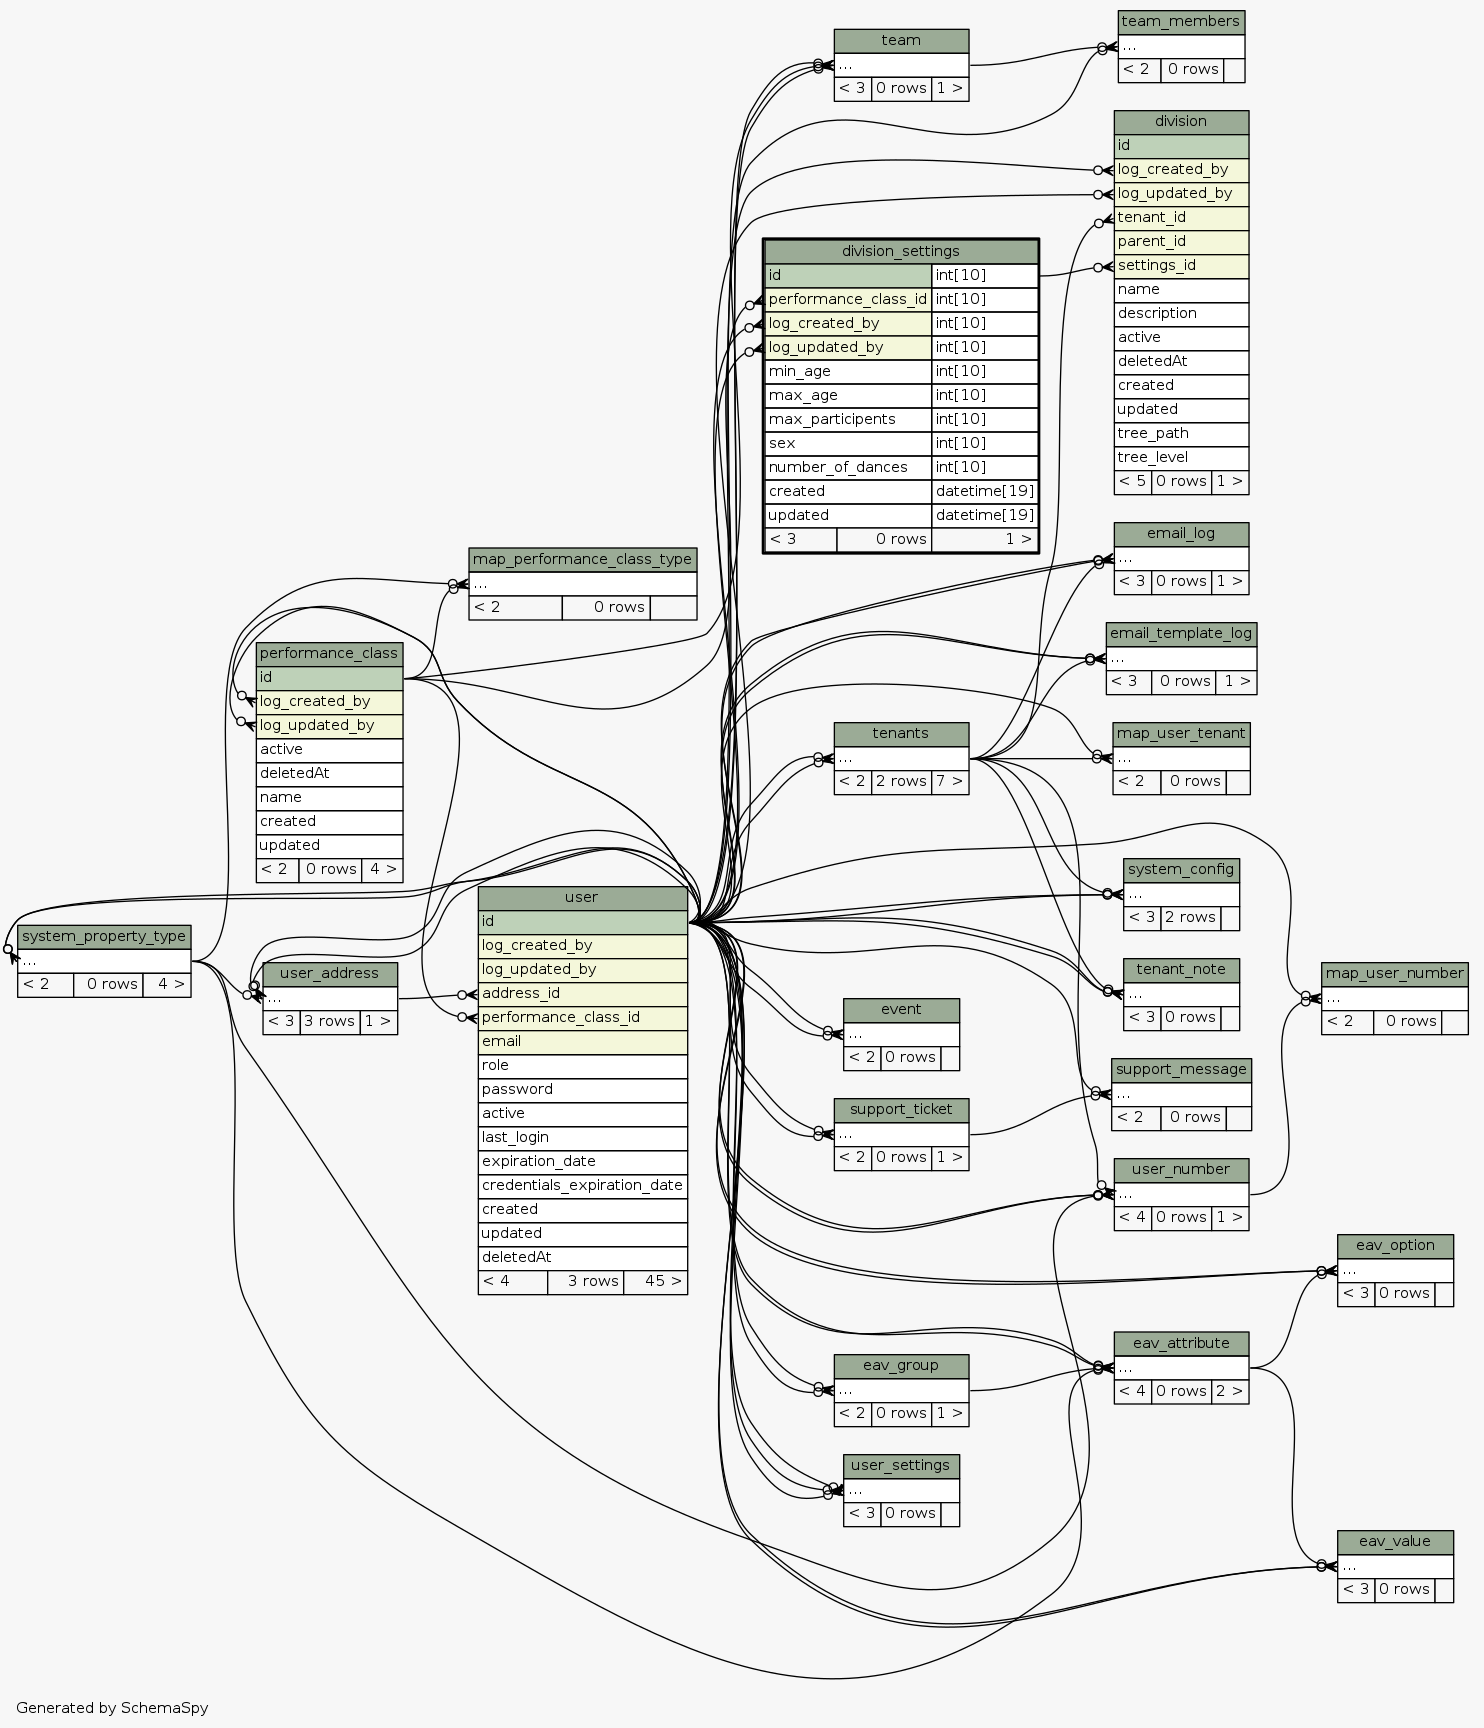 team_members
...
< 2 0 rows
team
...
< 3 0 rows 1 >
division
id
log_created_by
log_updated_by
tenant_id
parent_id
settings_id
name
description
active
deletedAt
created
updated
tree_path
tree_level
< 5 0 rows 1 >
division_settings
id int[10]
performance_class_id int[10]
log_created_by int[10]
log_updated_by int[10]
min_age int[10]
max_age int[10]
max_participents int[10]
sex int[10]
number_of_dances int[10]
created datetime[19]
updated datetime[19]
< 3 0 rows 1 >
email_log
...
< 3 0 rows 1 >
map_performance_class_type
...
< 2 0 rows
email_template_log
...
< 3 0 rows 1 >
performance_class
id
log_created_by
log_updated_by
active
deletedAt
name
created
updated
< 2 0 rows 4 >
tenants
...
< 2 2 rows 7 >
map_user_tenant
...
< 2 0 rows
system_config
...
< 3 2 rows
user
id
log_created_by
log_updated_by
address_id
performance_class_id
email
role
password
active
last_login
expiration_date
credentials_expiration_date
created
updated
deletedAt
< 4 3 rows 45 >
system_property_type
...
< 2 0 rows 4 >
user_address
...
< 3 3 rows 1 >
tenant_note
...
< 3 0 rows
map_user_number
...
< 2 0 rows
event
...
< 2 0 rows
support_message
...
< 2 0 rows
support_ticket
...
< 2 0 rows 1 >
user_number
...
< 4 0 rows 1 >
eav_option
...
< 3 0 rows
eav_attribute
...
< 4 0 rows 2 >
eav_group
...
< 2 0 rows 1 >
user_settings
...
< 3 0 rows
eav_value
...
< 3 0 rows
Generated by SchemaSpy